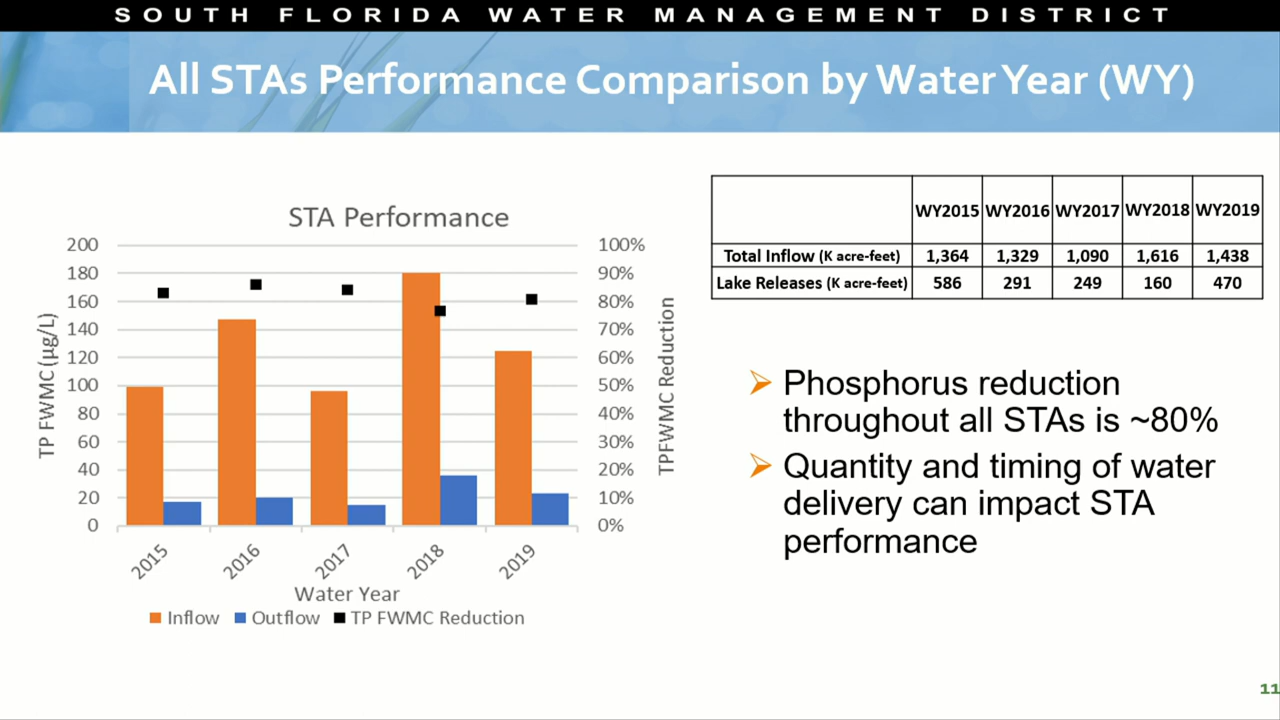 SOUTH FLORIDA WATER MANAGEMENT DISTRICT
All STAs Performance Comparison by Water Year (WY)
STA Performance
200
180
160
140
120
100
80
60
40
20
0
TP FWMC (µg/L)
100%
90%
80%
70%
60%
50%
40%
30%
20%
10%
0%
TPFWMC Reduction
2015 2016 2017 2018 2019
Water Year
Inflow Outflow TP FWMC Reduction
WY2015 WY2016 WY2017 WY2018 WY2019
Total Inflow (K acre-feet) 1,364 1,329 1,090 1,616 1,438
Lake Releases (K acre-feet) 586 291 249 160 470
Phosphorus reduction
throughout all STAs is ~80%
Quantity and timing of water
delivery can impact STA
performance
11